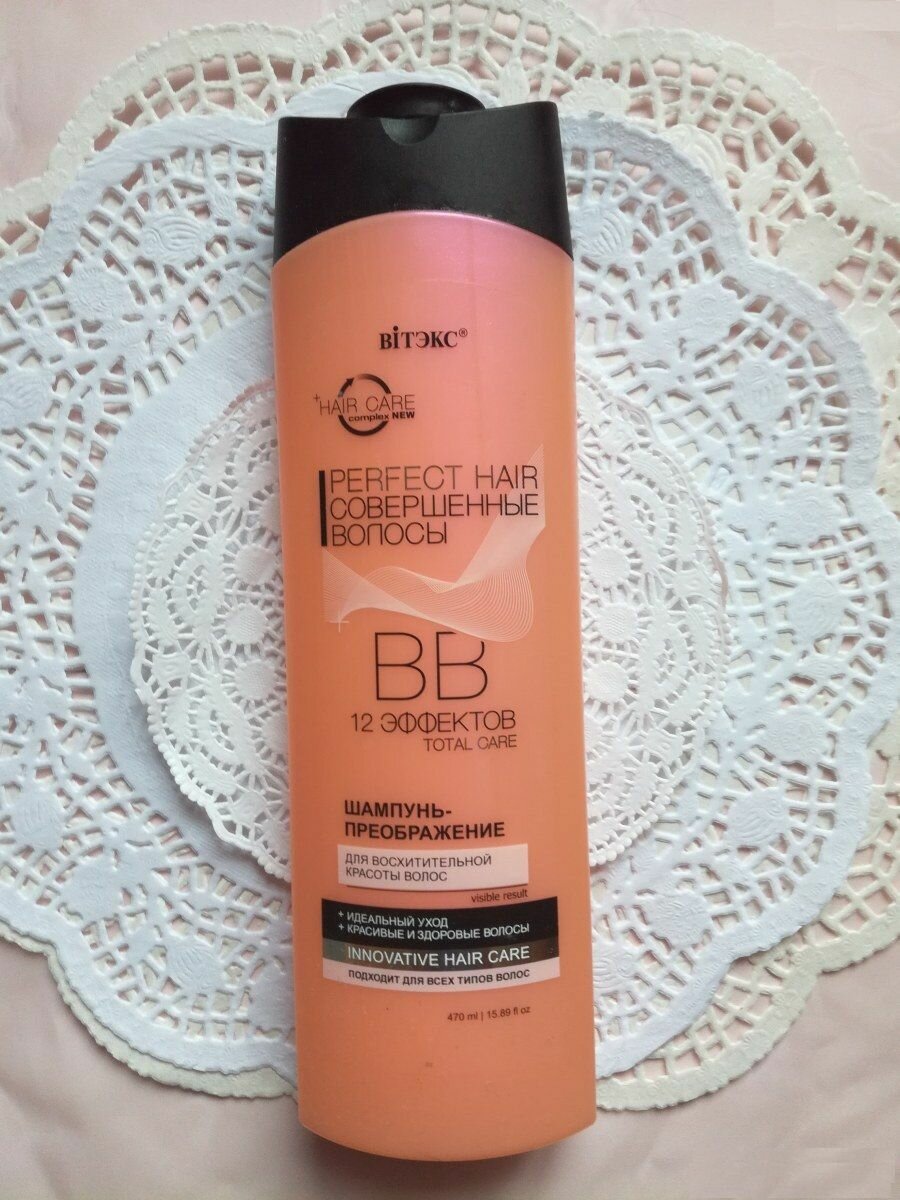 ВіТЭКС®
+HAIR CARE
complex NEW
PERFECT HAIR
СОВЕРШЕННЫЕ
ВОЛОСЫ
BB
12 ЭФФЕКТОВ
TOTAL CARE
ШАМПУНЬ-
ПРЕОБРАЖЕНИЕ
ДЛЯ ВОСХИТИТЕЛЬНОЙ
КРАСОТЫ ВОЛОС
visible result
+ ИДЕАЛЬНЫЙ УХОД
+ КРАСИВЫЕ И ЗДОРОВЫЕ ВОЛОСЫ
INNOVATIVE HAIR CARE
ПОДХОДИТ ДЛЯ ВСЕХ ТИПОВ ВОЛОС
470 ml | 15.89 fl oz